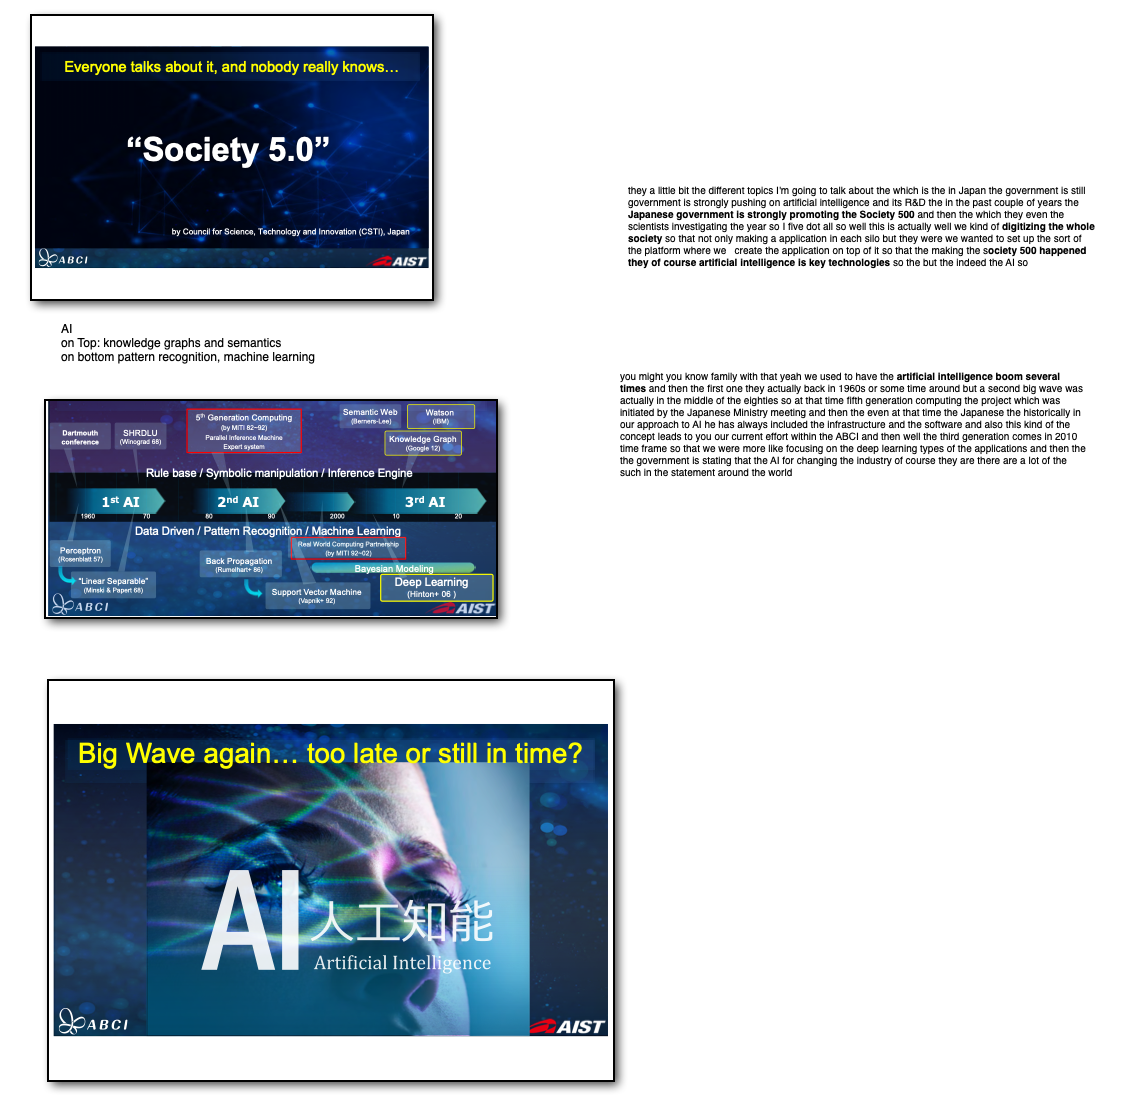 Everyone talks about it, and nobody really knows…
“Society 5.0”
by Council for Science, Technology and Innovation (CSTI), Japan
ABCI
AIST
they a little bit the different topics I'm going to talk about the which is the in Japan the government is still
government is strongly pushing on artificial intelligence and its R&D the in the past couple of years the
Japanese government is strongly promoting the Society 500 and then the which they even the
scientists investigating the year so I five dot all so well this is actually well we kind of digitizing the whole
society so that not only making a application in each silo but they were we wanted to set up the sort of
the platform where we create the application on top of it so that the making the society 500 happened
they of course artificial intelligence is key technologies so the but the indeed the AI so
AI
on Top: knowledge graphs and semantics
on bottom pattern recognition, machine learning
you might you know family with that yeah we used to have the artificial intelligence boom several
times and then the first one they actually back in 1960s or some time around but a second big wave was
actually in the middle of the eighties so at that time fifth generation computing the project which was
initiated by the Japanese Ministry meeting and then the even at that time the Japanese the historically in
our approach to AI he has always included the infrastructure and the software and also this kind of the
concept leads to you our current effort within the ABCI and then well the third generation comes in 2010
time frame so that we were more like focusing on the deep learning types of the applications and then the
the government is stating that the AI for changing the industry of course they are there are a lot of the
such in the statement around the world
Dartmouth
conference
SHRDLU
(Winograd 68)
5th Generation Computing
(by MITI 82~92)
Parallel Inference Machine
Expert system
Semantic Web
(Berners-Lee)
Watson
(IBM)
Knowledge Graph
(Google 12)
Rule base / Symbolic manipulation / Inference Engine
1st AI
2nd AI
3rd AI
1960 70 80 90 2000 10 20
Data Driven / Pattern Recognition / Machine Learning
Perceptron
(Rosenblatt 57)
“Linear Separable”
(Minski & Papert 68)
Back Propagation
(Rumelhart+ 86)
Support Vector Machine
(Vapnik+ 92)
Real World Computing Partnership
(by MITI 92~02)
Bayesian Modeling
Deep Learning
(Hinton+ 06 )
ABCI
AIST
Big Wave again… too late or still in time?
AI 人工知能
Artificial Intelligence
ABCI
AIST